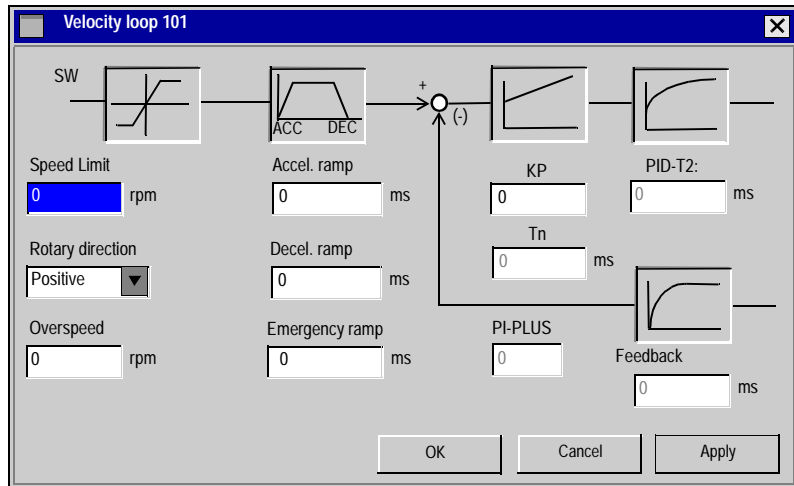 Velocity loop 101
SW
ACC DEC
+
(-)
Speed Limit
0 rpm
Rotary direction
Positive
Overspeed
0 rpm
Accel. ramp
0 ms
Decel. ramp
0 ms
Emergency ramp
0 ms
KP
0
Tn
0 ms
PI-PLUS
0
PID-T2:
0 ms
Feedback
0 ms
OK Cancel Apply